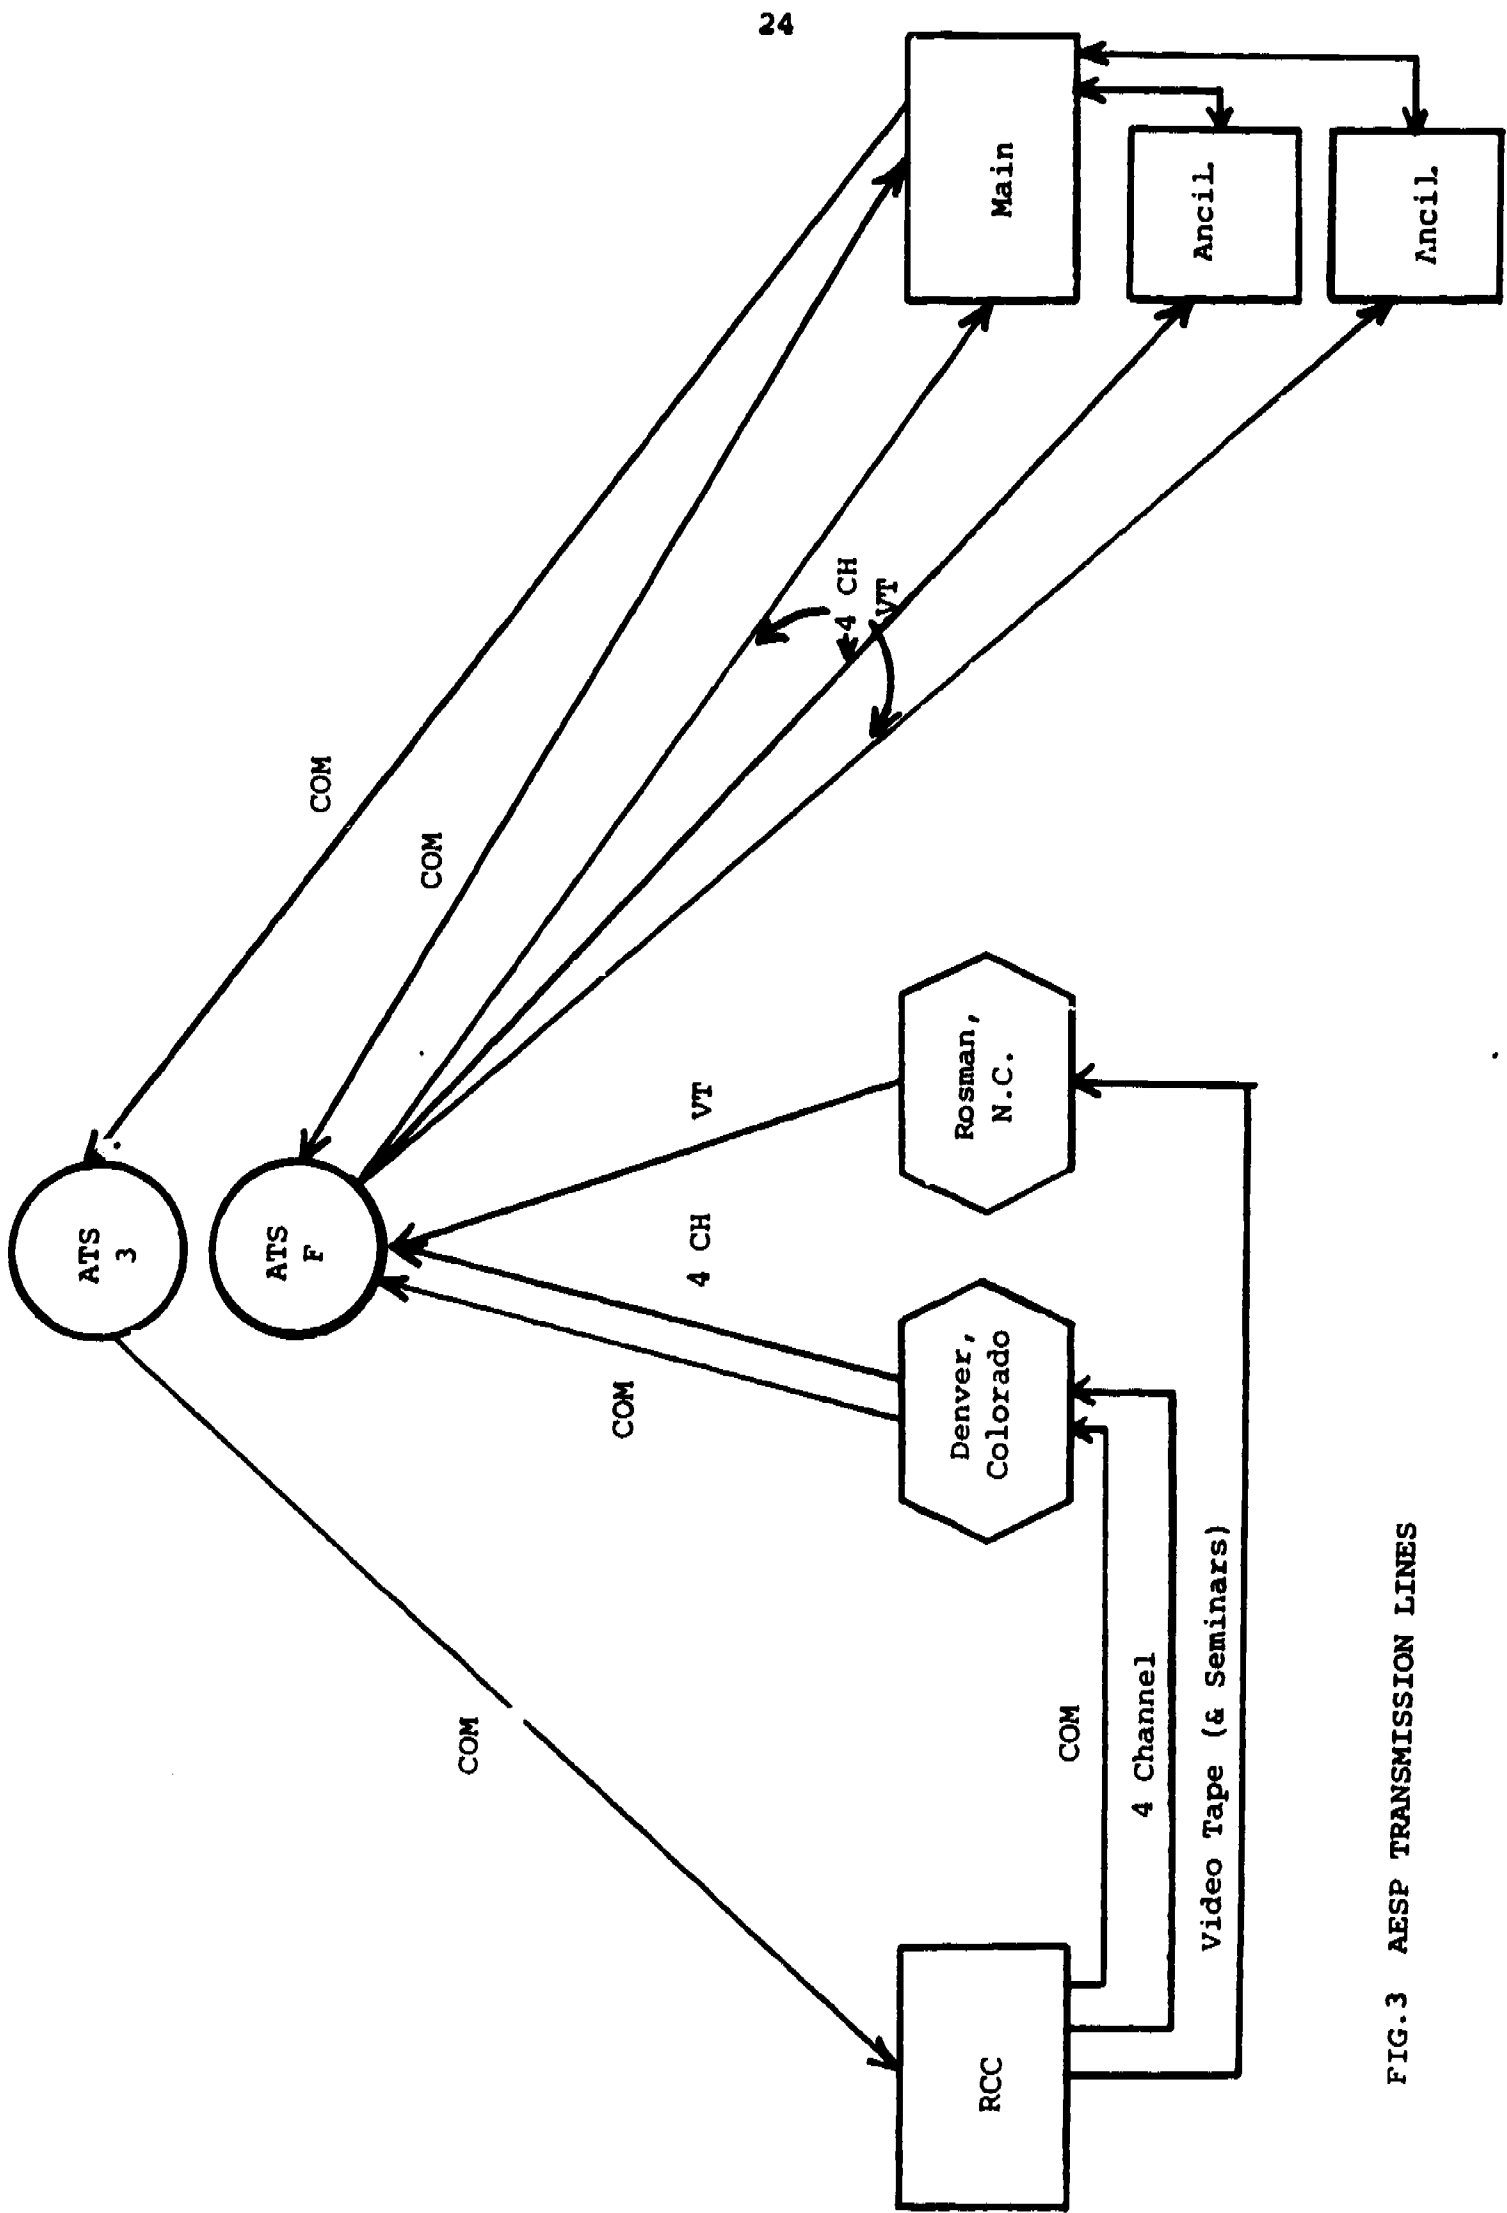 24
ATS
3
ATS
F
COM
COM
COM
COM
4 CH
VT
4 CH
VT
RCC
Denver,
Colorado
Rosman,
N.C.
Main
Ancil.
Ancil.
COM
4 Channel
Video Tape (& Seminars)
FIG.3 AESP TRANSMISSION LINES